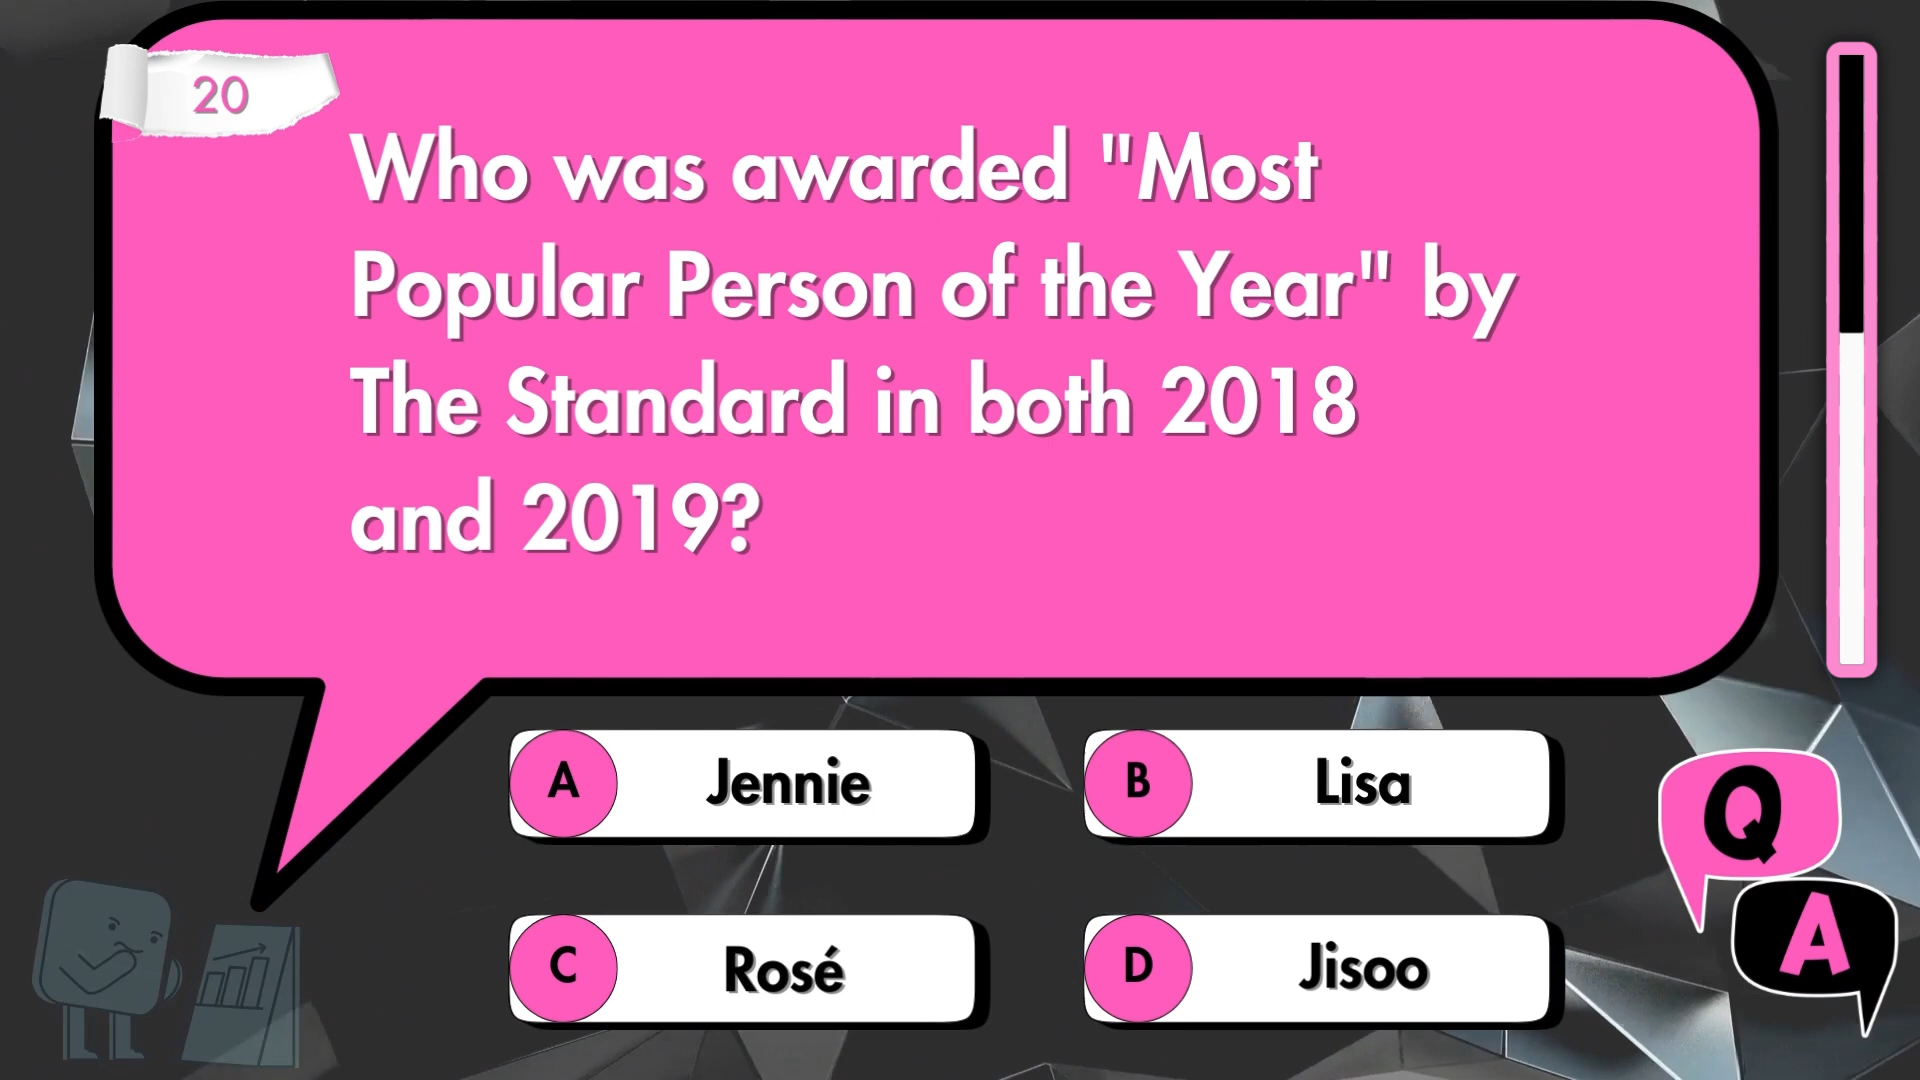 20
Who was awarded "Most
Popular Person of the Year" by
The Standard in both 2018
and 2019?
A Jennie
B Lisa
C Rosé
D Jisoo
Q
A